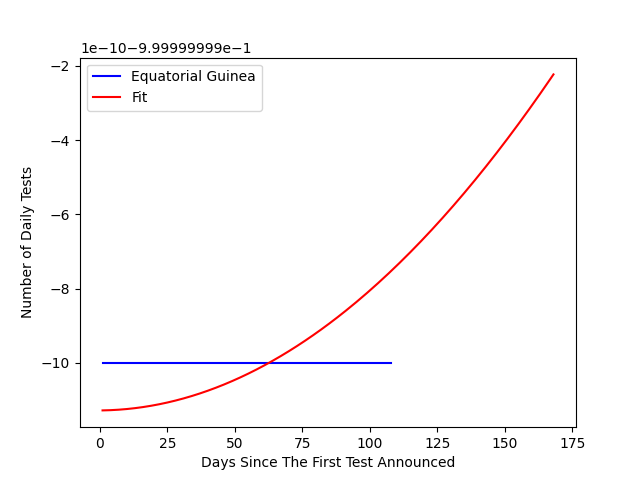 1e−10−9.99999999e−1
−2
−4
−6
−8
−10
Number of Daily Tests
Equatorial Guinea
Fit
0 25 50 75 100 125 150 175
Days Since The First Test Announced